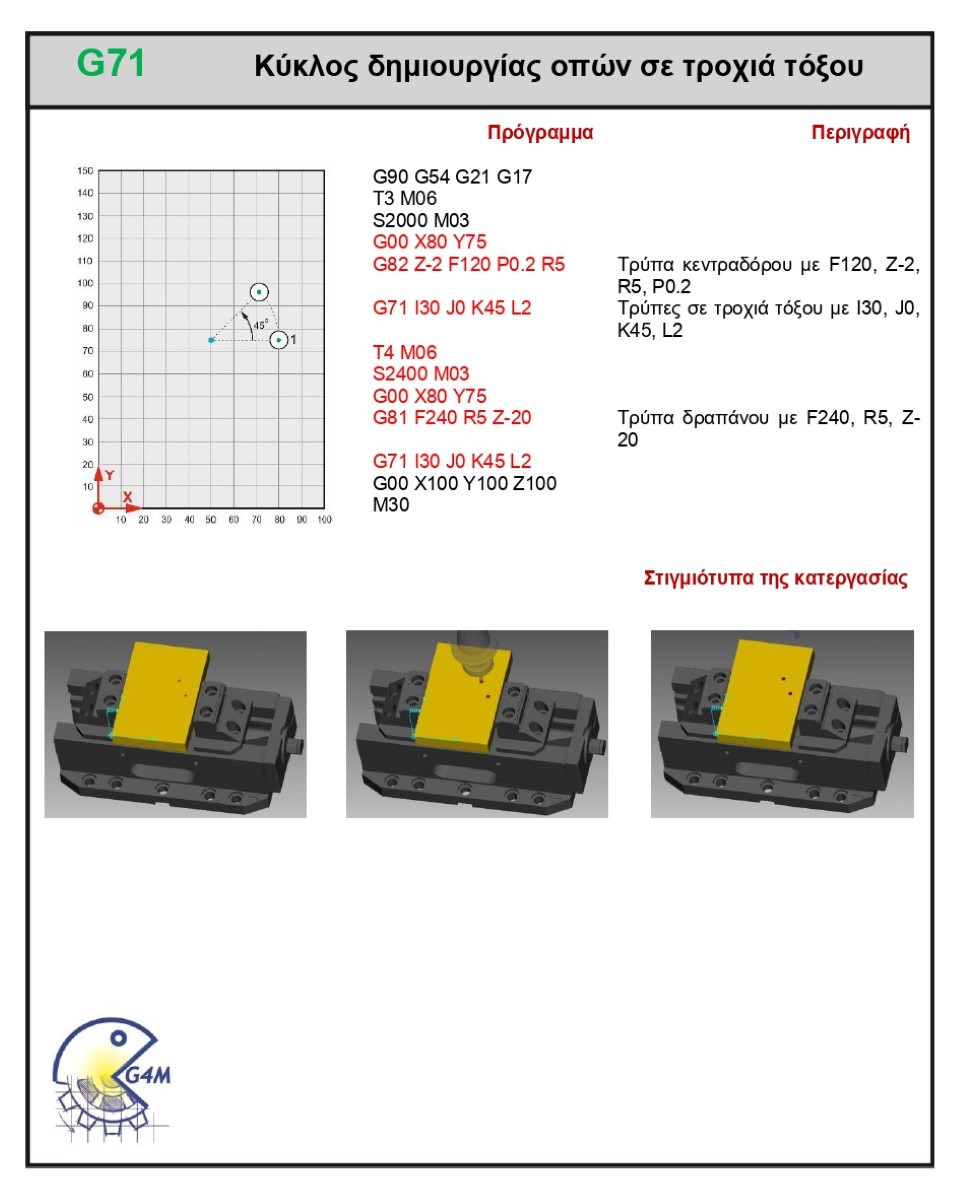 G71 Κύκλος δημιουργίας οπών σε τροχιά τόξου
Πρόγραμμα Περιγραφή
G90 G54 G21 G17
T3 M06
S2000 M03
G00 X80 Y75
G82 Z-2 F120 P0.2 R5 Τρύπα κεντραδόρου με F120, Z-2,
R5, P0.2
G71 I30 J0 K45 L2 Τρύπες σε τροχιά τόξου με I30, J0,
K45, L2
T4 M06
S2400 M03
G00 X80 Y75
G81 F240 R5 Z-20 Τρύπα δραπάνου με F240, R5, Z-
20
G71 I30 J0 K45 L2
G00 X100 Y100 Z100
M30
150
140
130
120
110
100
90
80
70
60
50
40
30
20
10
45°
1
Y
X
10 20 30 40 50 60 70 80 90 100
Στιγμιότυπα της κατεργασίας
G4M